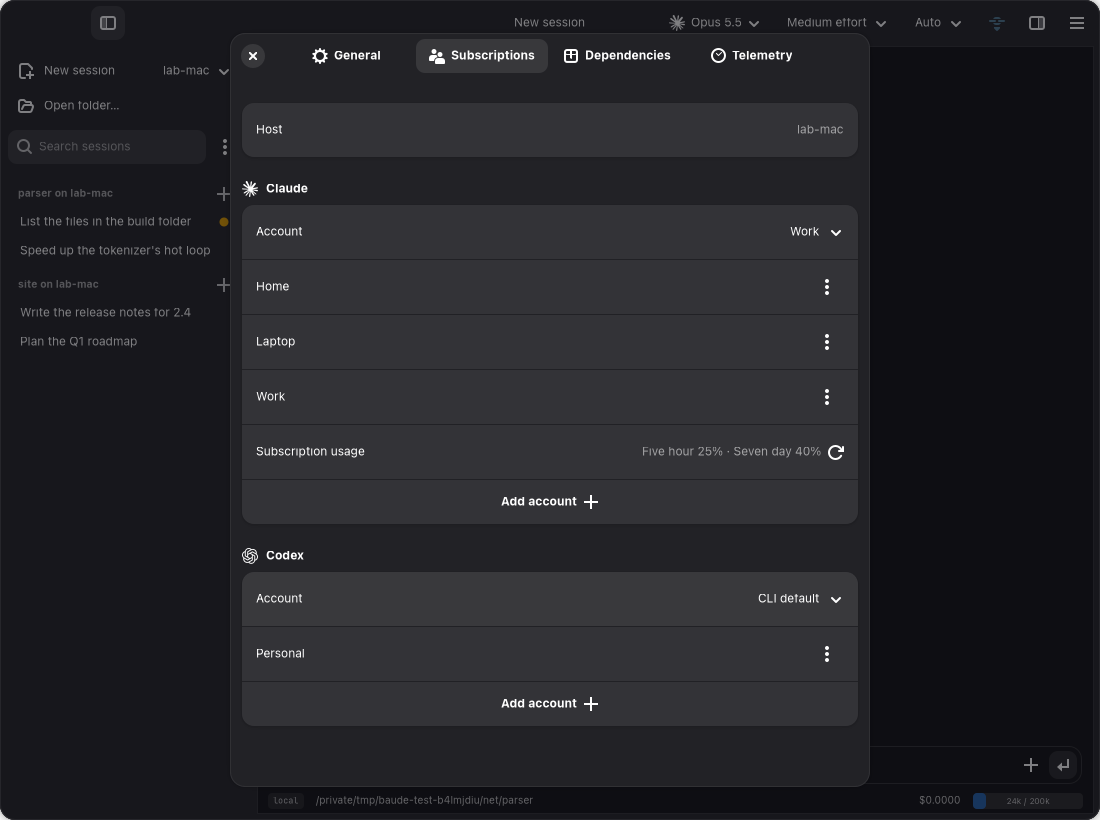 New session
Opus 5.5
Medium effort
Auto
New session
lab-mac
Open folder...
Search sessions
parser on lab-mac
List the files in the build folder
Speed up the tokenizer's hot loop
site on lab-mac
Write the release notes for 2.4
Plan the Q1 roadmap
General
Subscriptions
Dependencies
Telemetry
Host
lab-mac
Claude
Account
Work
Home
Laptop
Work
Subscription usage
Five hour 25% · Seven day 40%
Add account
Codex
Account
CLI default
Personal
Add account
local
/private/tmp/baude-test-b4lmjdiu/net/parser
$0.0000
24k / 200k